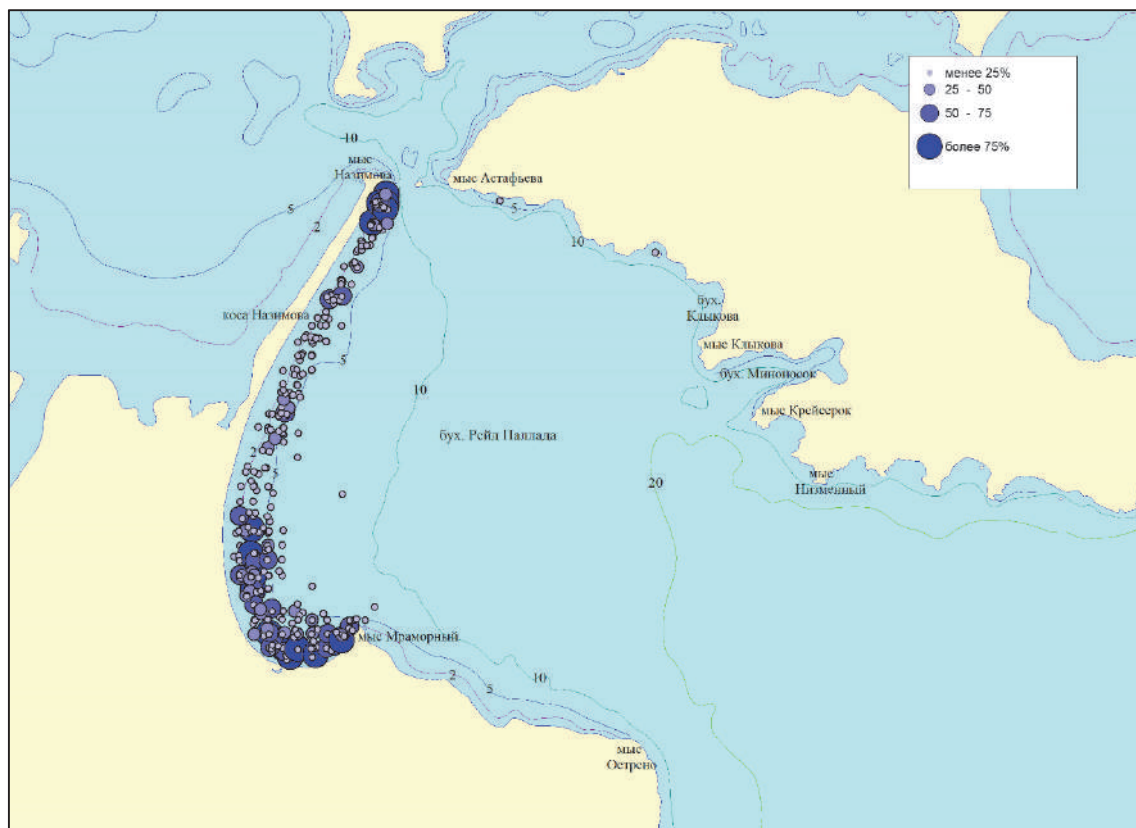 менее 25%
25 - 50
50 - 75
более 75%
10
мыс
Назимова
мыс Астафьева
5
2
5
10
бух.
Клыкова
коса Назимова
мыс Клыкова
5
бух. Миноносок
10
мыс Крейсерок
бух. Рейд Паллада
2
5
20
мыс
Низменный
мыс Мраморный
2
5
10
мыс
Острено